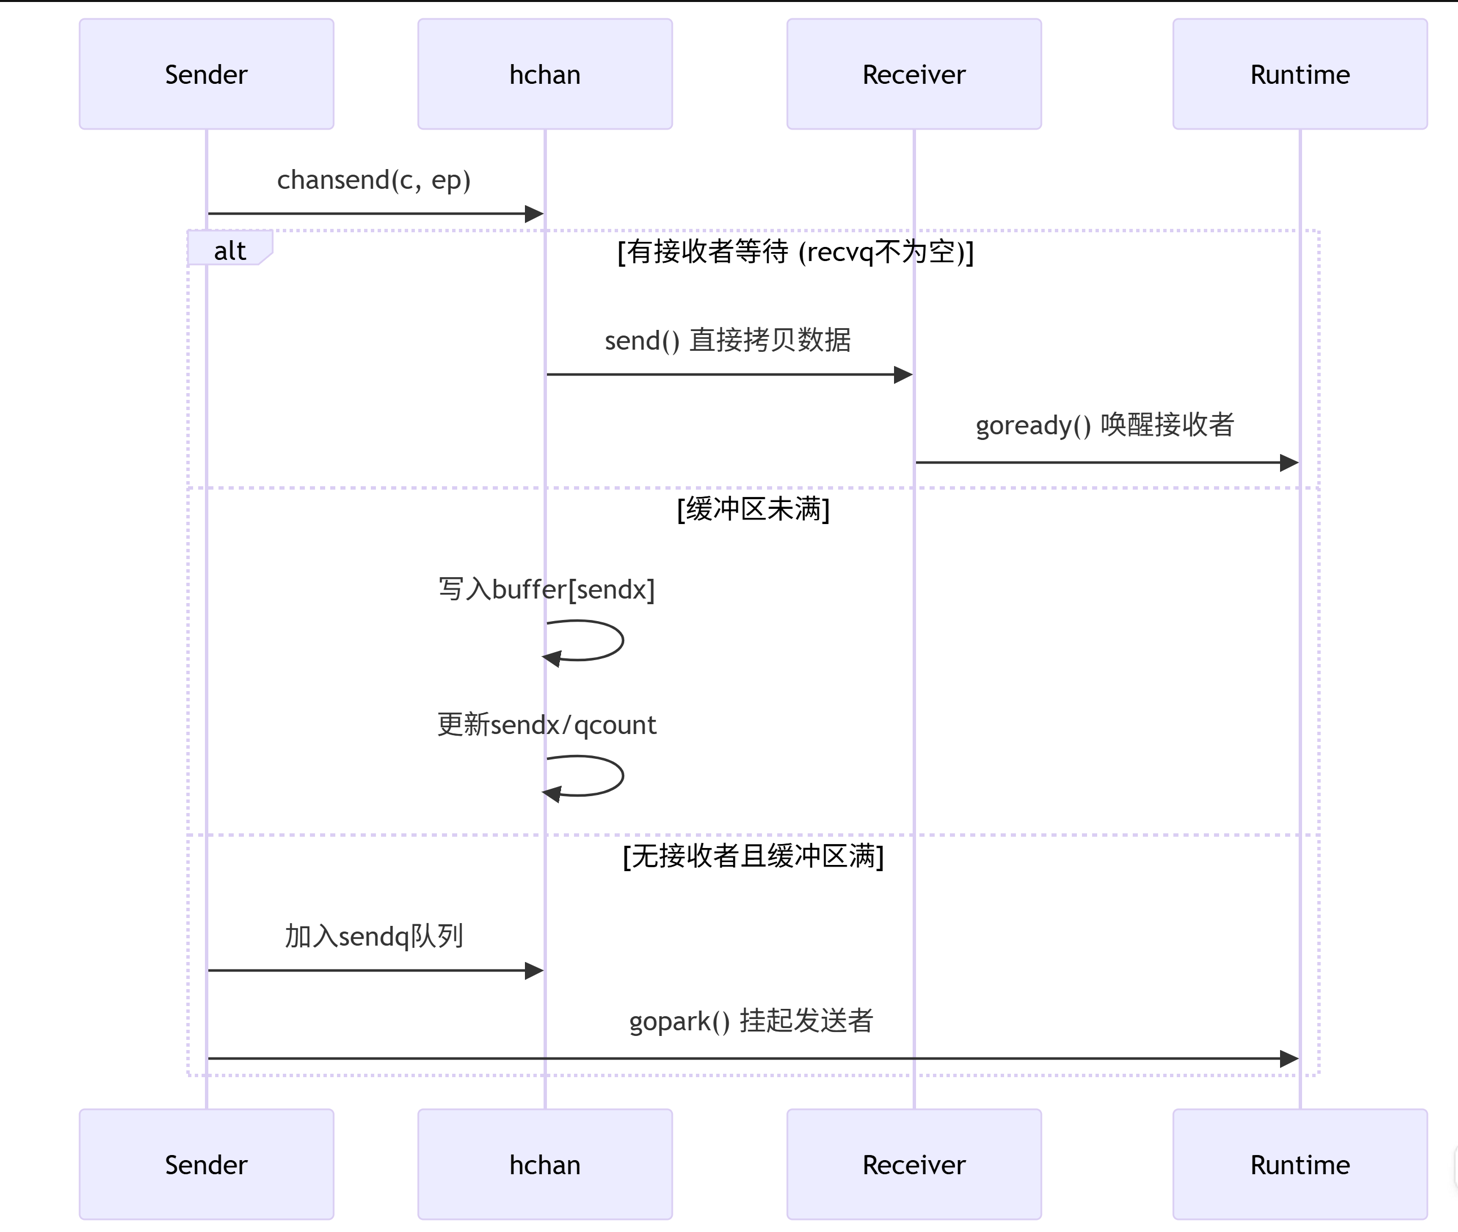 Sender
hchan
Receiver
Runtime
chansend(c, ep)
alt
[有接收者等待 (recvq不为空)]
send() 直接拷贝数据
goready() 唤醒接收者
[缓冲区未满]
写入buffer[sendx]
更新sendx/qcount
[无接收者且缓冲区满]
加入sendq队列
gopark() 挂起发送者
Sender
hchan
Receiver
Runtime